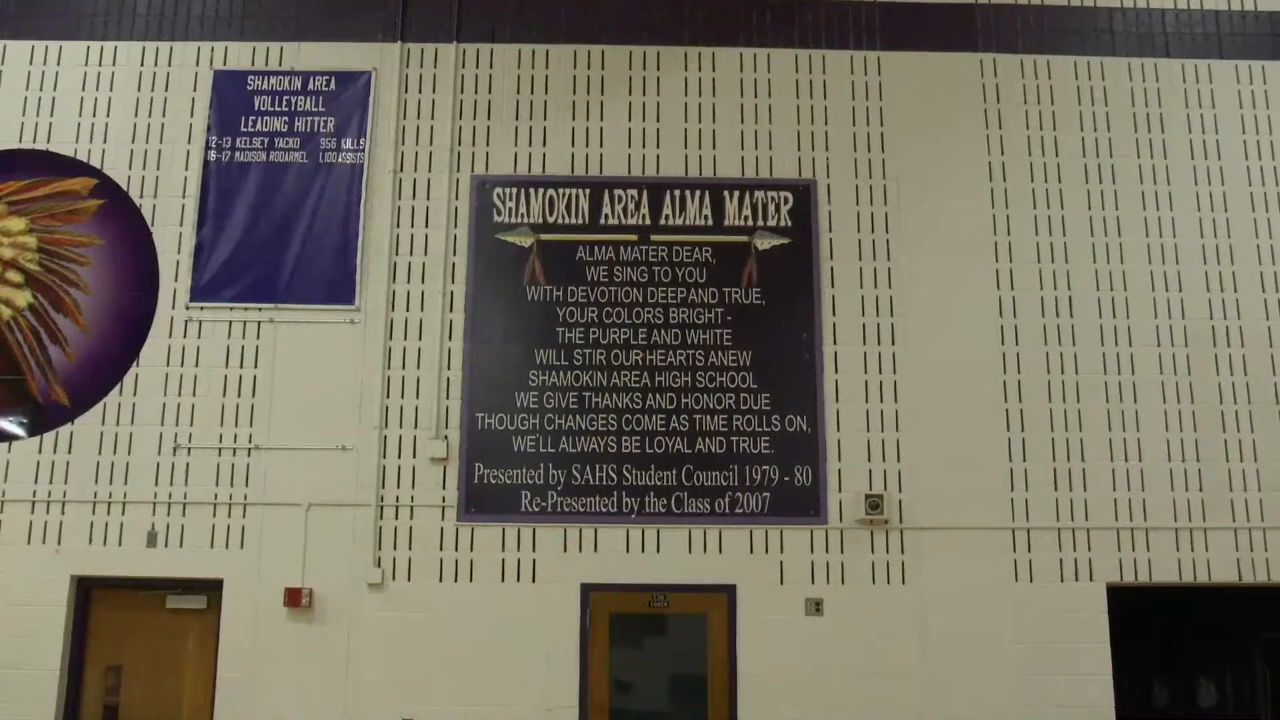 SHAMOKIN AREA
VOLLEYBALL
LEADING HITTER
12-13 KELSEY YACKO 956 KILLS
16-17 MADISON RODARMEL 1,100 ASSISTS
SHAMOKIN AREA ALMA MATER
ALMA MATER DEAR,
WE SING TO YOU
WITH DEVOTION DEEP AND TRUE,
YOUR COLORS BRIGHT -
THE PURPLE AND WHITE
WILL STIR OUR HEARTS ANEW
SHAMOKIN AREA HIGH SCHOOL
WE GIVE THANKS AND HONOR DUE
THOUGH CHANGES COME AS TIME ROLLS ON,
WE'LL ALWAYS BE LOYAL AND TRUE.
Presented by SAHS Student Council 1979 - 80
Re-Presented by the Class of 2007
COACH